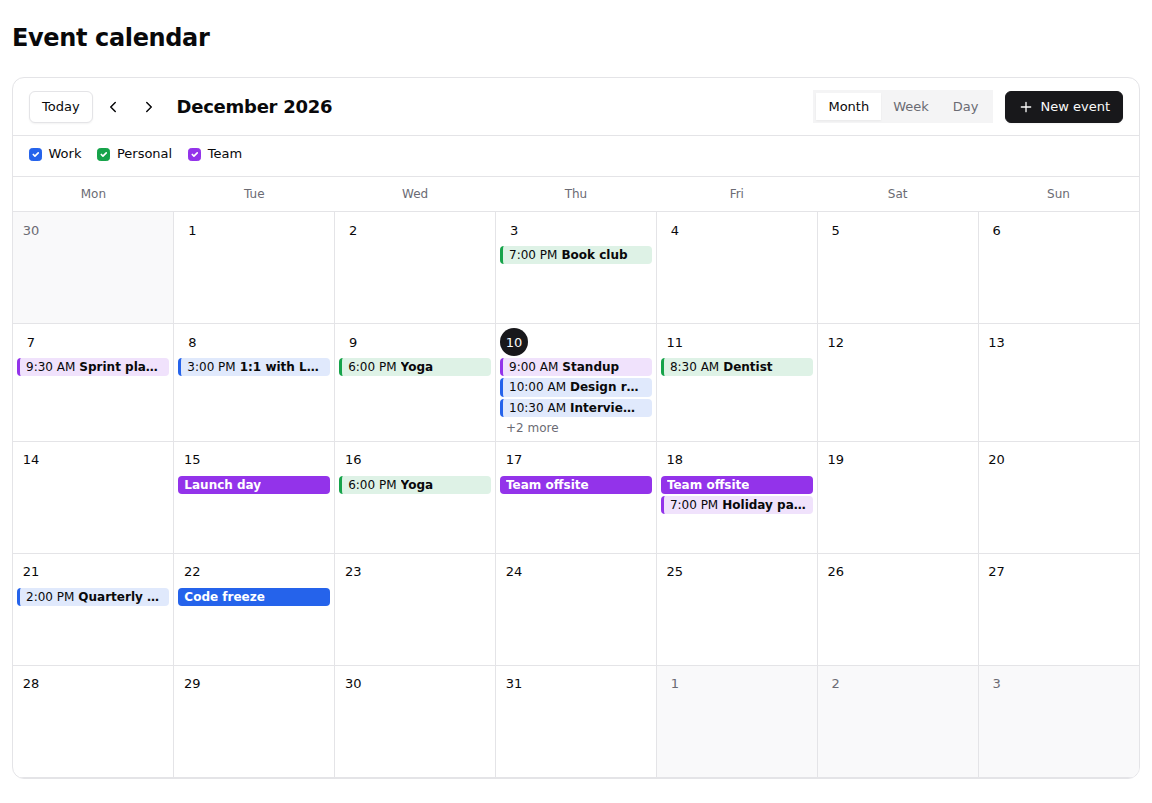 Event calendar
Today December 2026 Month Week Day New event
Work Personal Team
Mon Tue Wed Thu Fri Sat Sun
30 1 2 3 4 5 6
7:00 PM Book club
7 8 9 10 11 12 13
9:30 AM Sprint pla… 3:00 PM 1:1 with L… 6:00 PM Yoga 9:00 AM Standup 8:30 AM Dentist
10:00 AM Design r…
10:30 AM Intervie…
+2 more
14 15 16 17 18 19 20
Launch day 6:00 PM Yoga Team offsite Team offsite
7:00 PM Holiday pa…
21 22 23 24 25 26 27
2:00 PM Quarterly … Code freeze
28 29 30 31 1 2 3